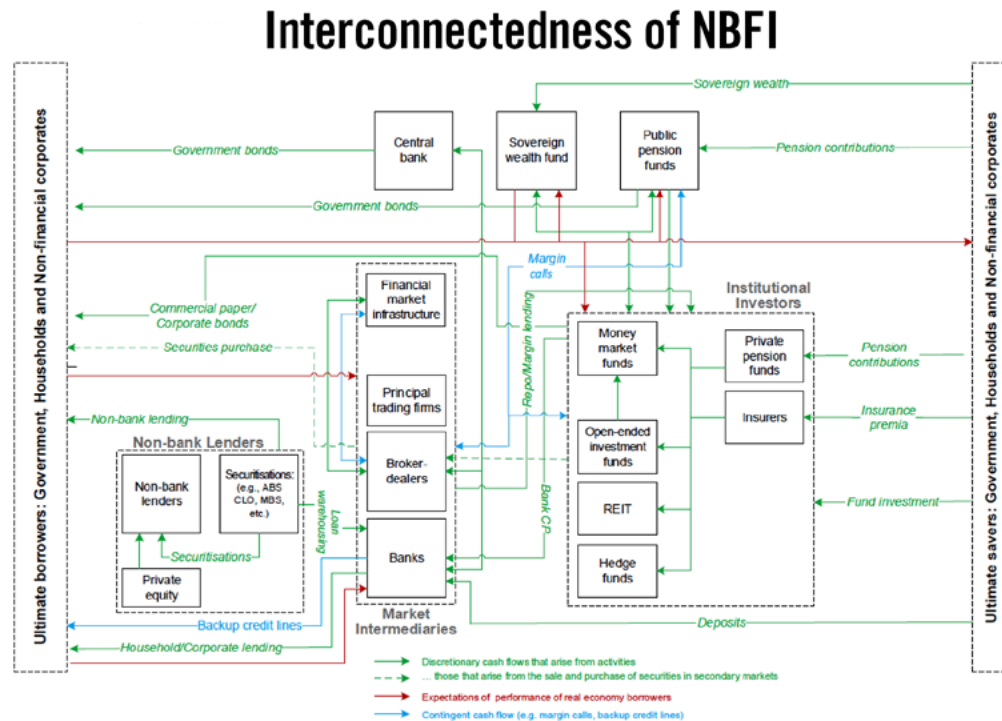 Interconnectedness of NBFI
Ultimate borrowers: Government, Households and Non-financial corporates
Ultimate savers: Government, Households and Non-financial corporates
Sovereign wealth
Central
bank
Sovereign
wealth fund
Public
pension
funds
Government bonds
Pension contributions
Government bonds
Margin
calls
Financial
market
infrastructure
Institutional
Investors
Commercial paper/
Corporate bonds
Securities purchase
Repo/Margin lending
Money
market
funds
Private
pension
funds
Pension
contributions
Principal
trading firms
Non-bank lending
Insurers
Insurance
premia
Non-bank Lenders
Broker-
dealers
Open-ended
investment
funds
Non-bank
lenders
Securitisations:
(e.g., ABS
CLO, MBS,
etc.)
Loan
warehousing
Bank CP
REIT
Fund investment
Securitisations
Banks
Hedge
funds
Private
equity
Market
Intermediaries
Backup credit lines
Deposits
Household/Corporate lending
Discretionary cash flows that arise from activities
... those that arise from the sale and purchase of securities in secondary markets
Expectations of performance of real economy borrowers
Contingent cash flow (e.g. margin calls, backup credit lines)